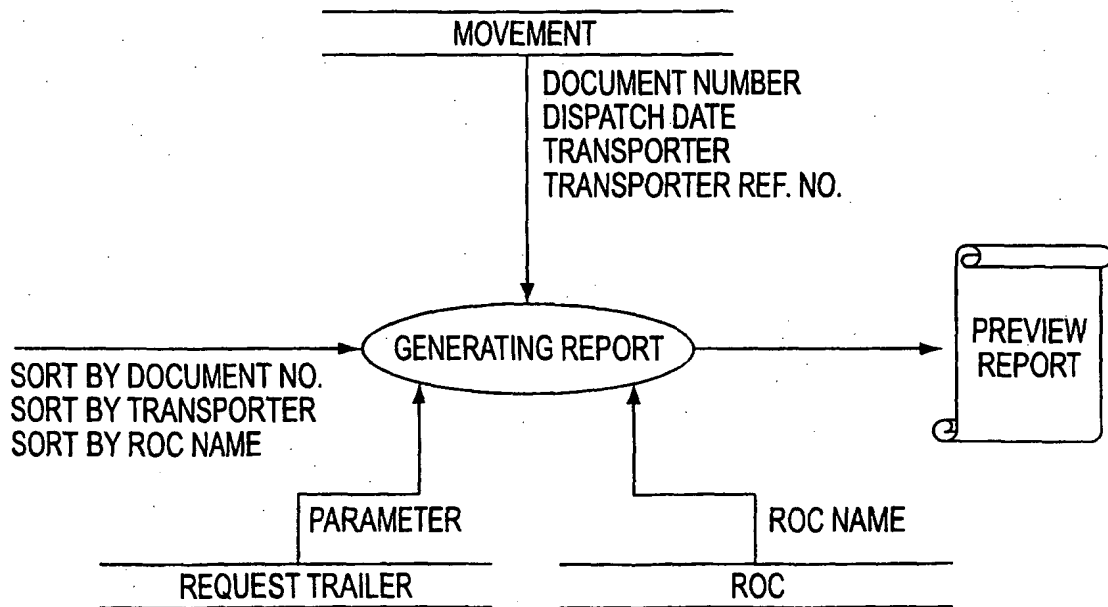 MOVEMENT
DOCUMENT NUMBER
DISPATCH DATE
TRANSPORTER
TRANSPORTER REF. NO.
GENERATING REPORT
PREVIEW
REPORT
SORT BY DOCUMENT NO.
SORT BY TRANSPORTER
SORT BY ROC NAME
PARAMETER
ROC NAME
REQUEST TRAILER
ROC